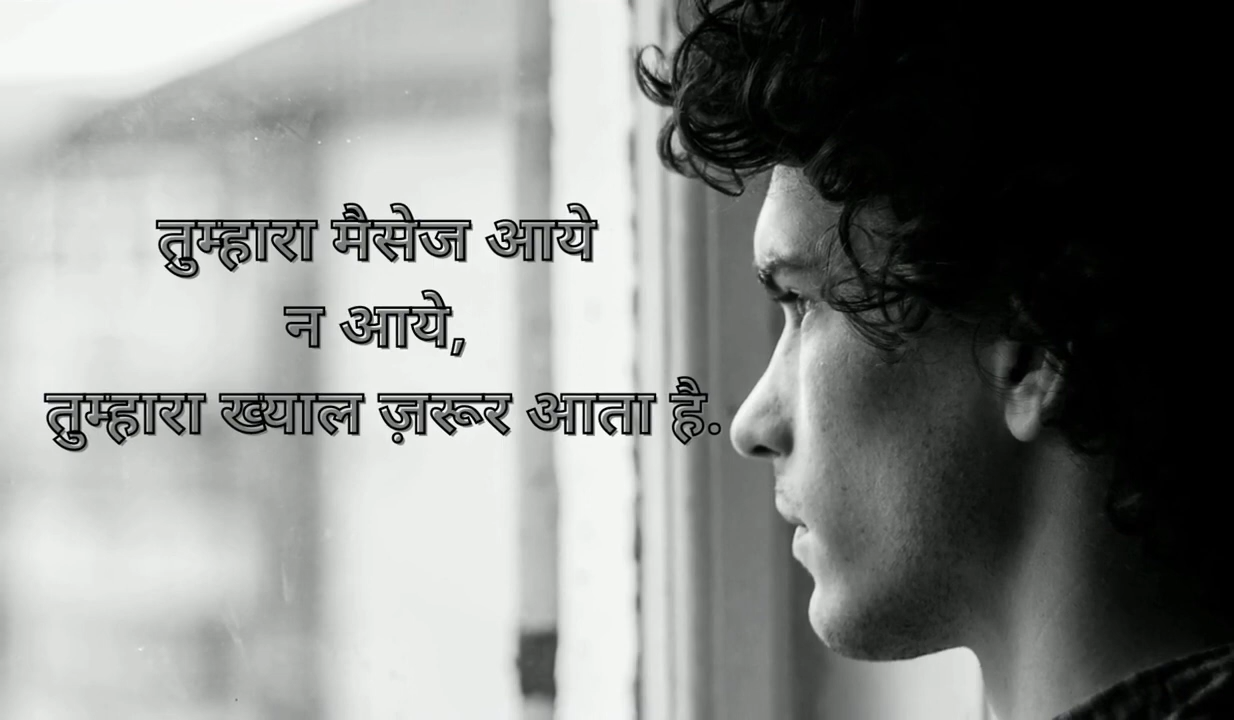 तुम्हारा मैसेज आये
न आये,
तुम्हारा ख्याल ज़रूर आता है.